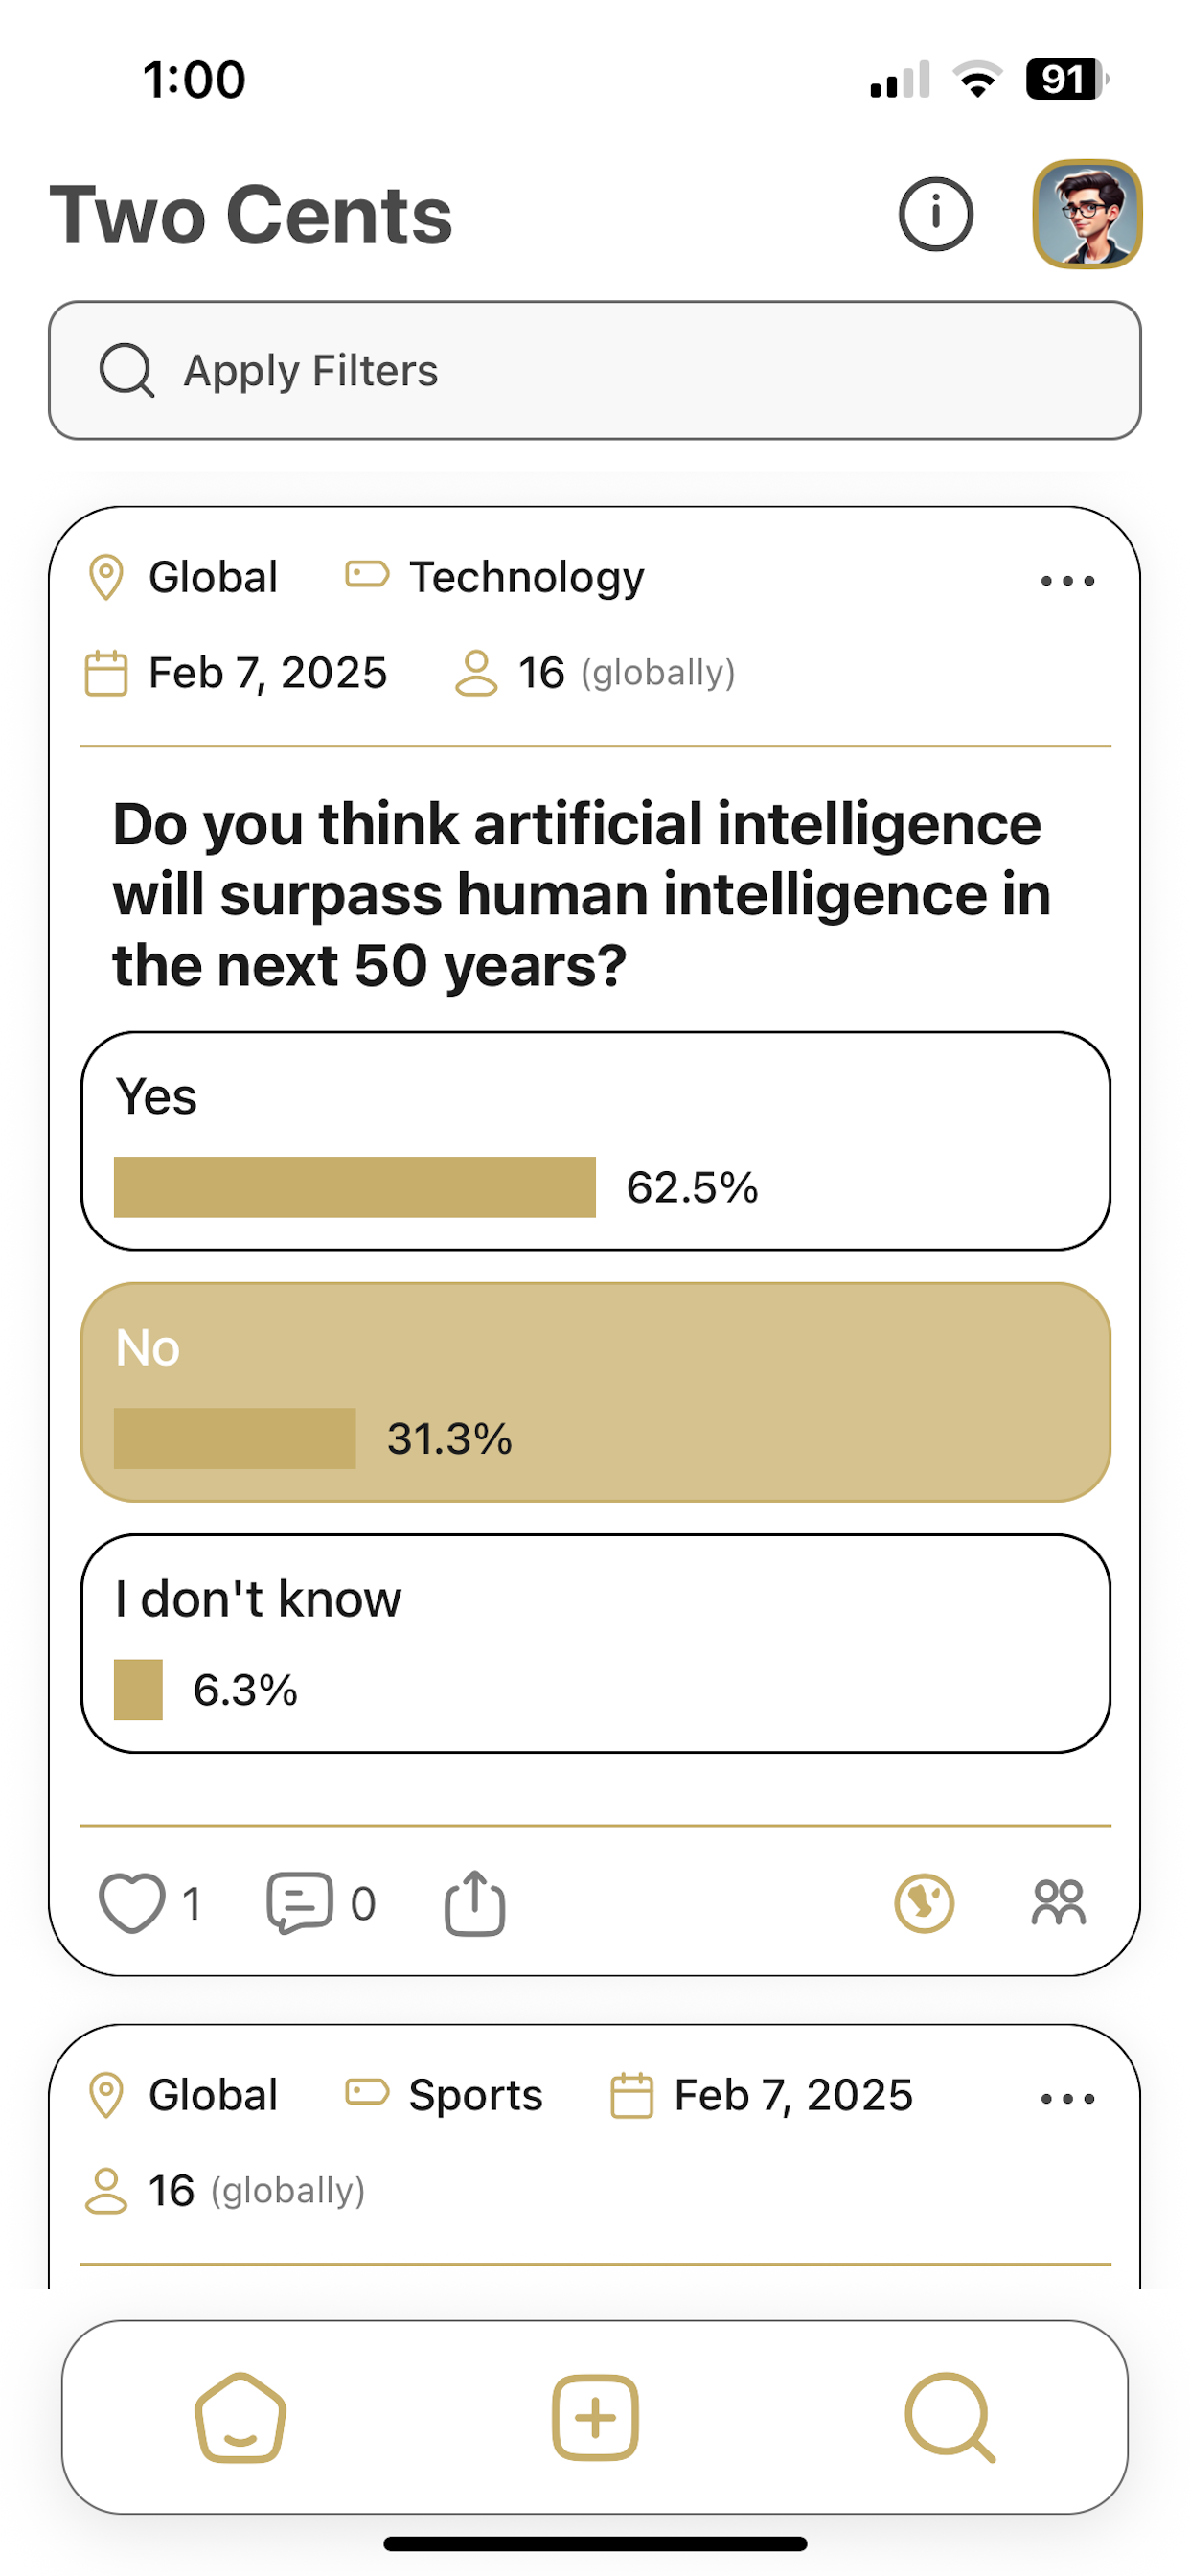 1:00
91
Two Cents
Apply Filters
Global Technology
Feb 7, 2025 16 (globally)
Do you think artificial intelligence
will surpass human intelligence in
the next 50 years?
Yes
62.5%
No
31.3%
I don't know
6.3%
1 0
Global Sports Feb 7, 2025
16 (globally)